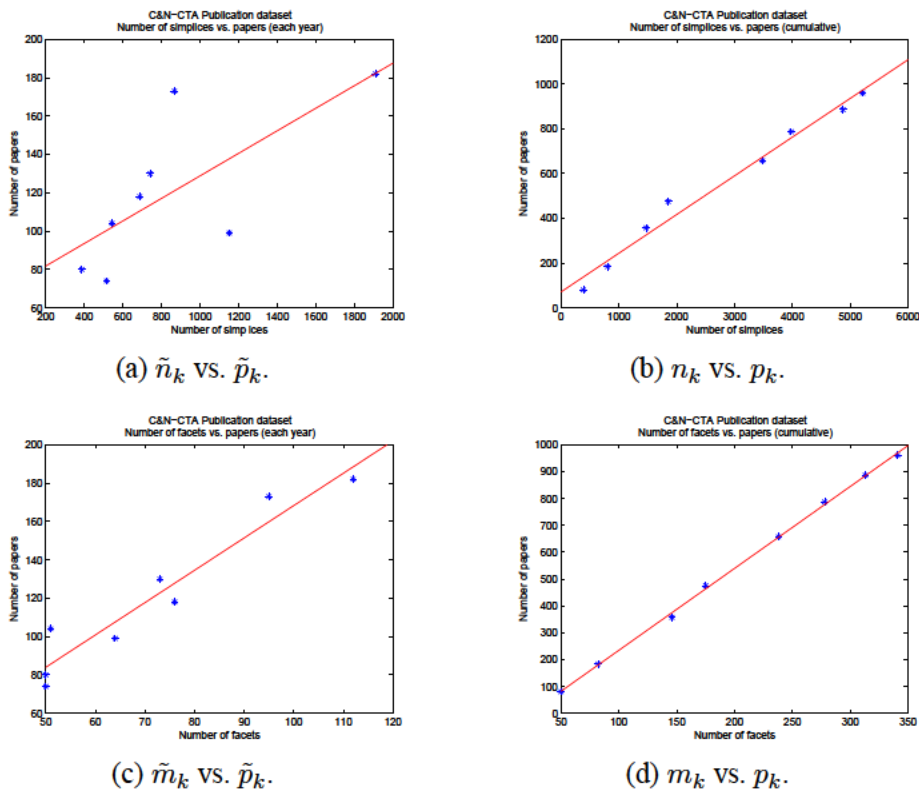 C&N-CTA Publication dataset
Number of simplices vs. papers (each year)
200
180
160
140
120
100
80
60
Number of papers
200 400 600 800 1000 1200 1400 1600 1800 2000
Number of simplices
(a) ñₖ vs. p̃ₖ.
C&N-CTA Publication dataset
Number of simplices vs. papers (cumulative)
1200
1000
800
600
400
200
0
Number of papers
0 1000 2000 3000 4000 5000 6000
Number of simplices
(b) nₖ vs. pₖ.
C&N-CTA Publication dataset
Number of facets vs. papers (each year)
200
180
160
140
120
100
80
60
Number of papers
50 60 70 80 90 100 110 120
Number of facets
(c) m̃ₖ vs. p̃ₖ.
C&N-CTA Publication dataset
Number of facets vs. papers (cumulative)
1000
900
800
700
600
500
400
300
200
100
0
Number of papers
50 100 150 200 250 300 350
Number of facets
(d) mₖ vs. pₖ.